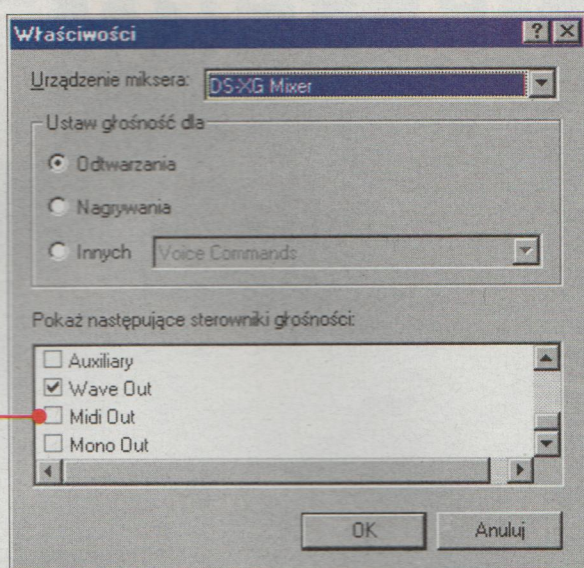 Właściwości
Urządzenie miksera: DS-XG Mixer
Ustaw głośność dla
Odtwarzania
Nagrywania
Innych Voice Commands
Pokaż następujące sterowniki głośności:
Auxiliary
Wave Out
Midi Out
Mono Out
OK Anuluj